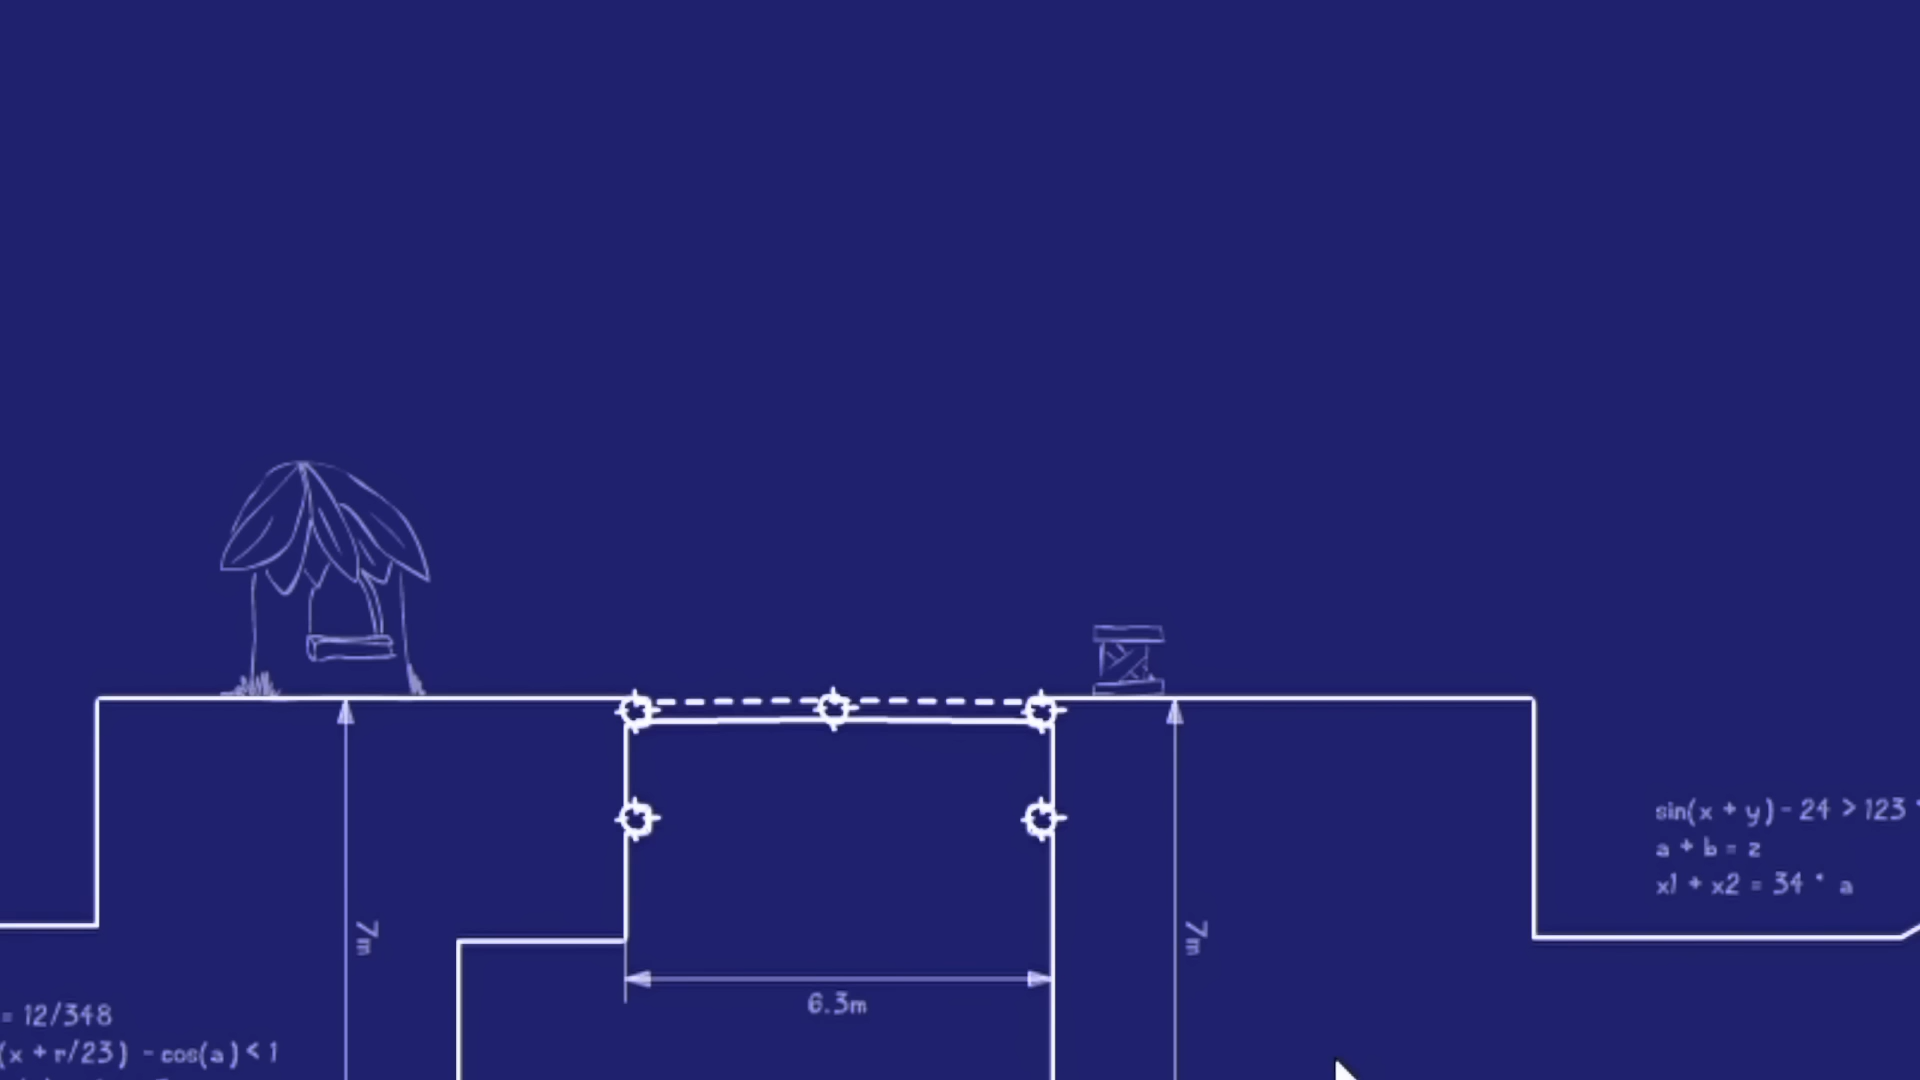 sin(x + y) - 24 > 123
a + b = z
x1 + x2 = 34 * a
7m
7m
6.3m
= 12/348
(x + r/23) - cos(a) < 1